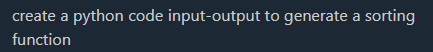 create a python code input-output to generate a sorting
function